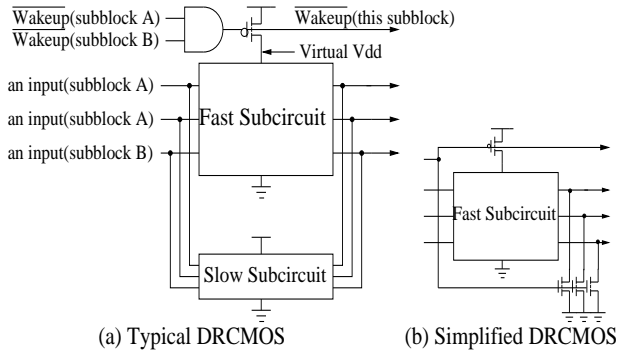 Wakeup(subblock A)
Wakeup(subblock B)
Wakeup(this subblock)
Virtual Vdd
an input(subblock A)
an input(subblock A)
an input(subblock B)
Fast Subcircuit
Slow Subcircuit
Fast Subcircuit
(a) Typical DRCMOS
(b) Simplified DRCMOS